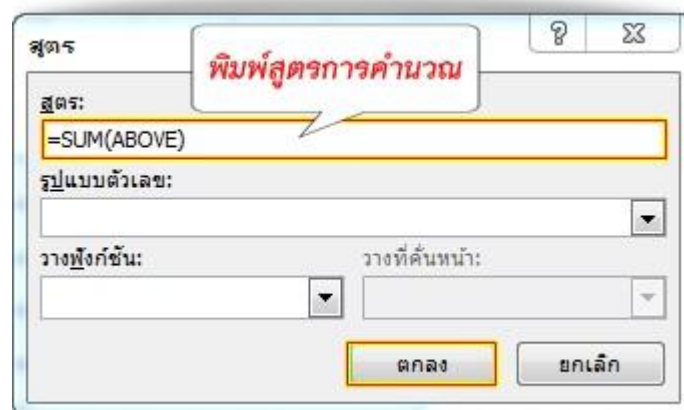 สูตร
พิมพ์สูตรการคำนวณ
สูตร:
=SUM(ABOVE)
รูปแบบตัวเลข:
วางฟังก์ชัน:
วางที่คั่นหน้า:
ตกลง
ยกเลิก